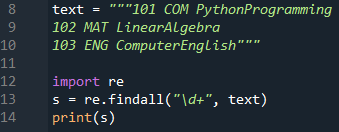 8 text = """101 COM PythonProgramming
9 102 MAT LinearAlgebra
10 103 ENG ComputerEnglish"""
11
12 import re
13 s = re.findall("\d+", text)
14 print(s)